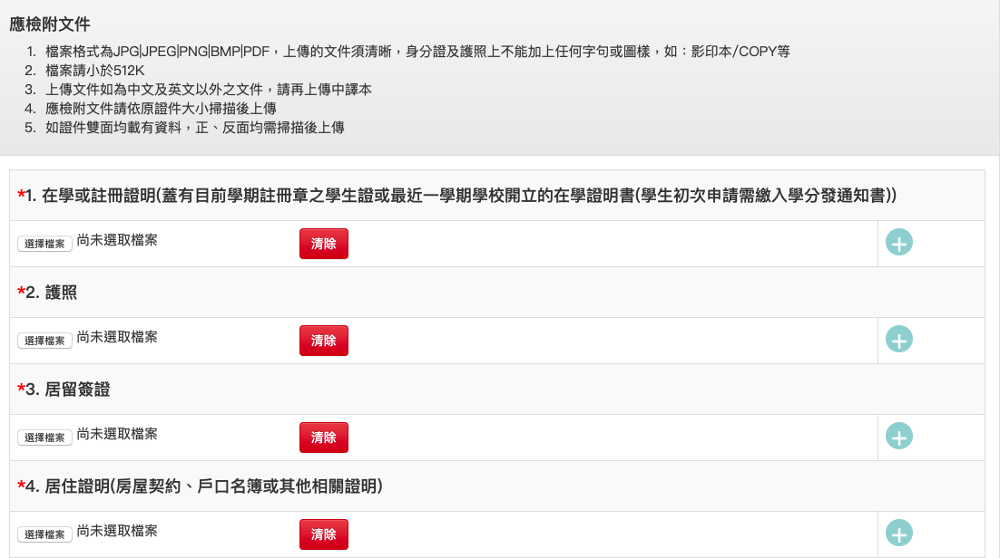 應檢附文件
1. 檔案格式為JPG|JPEG|PNG|BMP|PDF，上傳的文件須清晰，身分證及護照上不能加上任何字句或圖樣，如：影印本/COPY等
2. 檔案請小於512K
3. 上傳文件如為中文及英文以外之文件，請再上傳中譯本
4. 應檢附文件請依原證件大小掃描後上傳
5. 如證件雙面均載有資料，正、反面均需掃描後上傳
*1. 在學或註冊證明(蓋有目前學期註冊章之學生證或最近一學期學校開立的在學證明書(學生初次申請需繳入學分發通知書))
選擇檔案 尚未選取檔案 清除
*2. 護照
選擇檔案 尚未選取檔案 清除
*3. 居留簽證
選擇檔案 尚未選取檔案 清除
*4. 居住證明(房屋契約、戶口名簿或其他相關證明)
選擇檔案 尚未選取檔案 清除